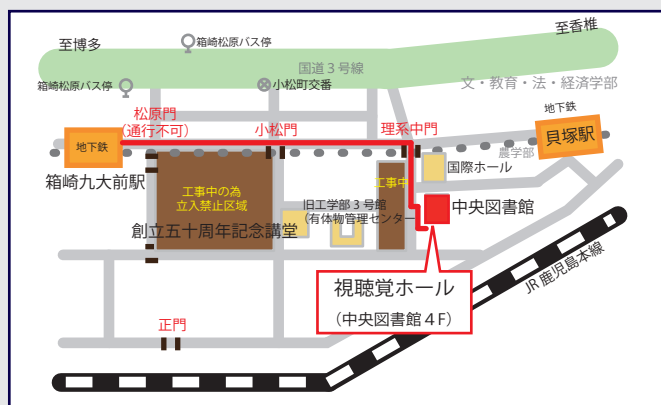 至博多
箱崎松原バス停
至香椎
国道3号線
箱崎松原バス停
小松町交番
文・教育・法・経済学部
松原門
(通行不可)
小松門
理系中門
地下鉄
貝塚駅
地下鉄
農学部
箱崎九大前駅
国際ホール
工事中の為
立入禁止区域
工事中
旧工学部3号館
(有体物管理センター
中央図書館
創立五十周年記念講堂
視聴覚ホール
(中央図書館4F)
JR鹿児島本線
正門